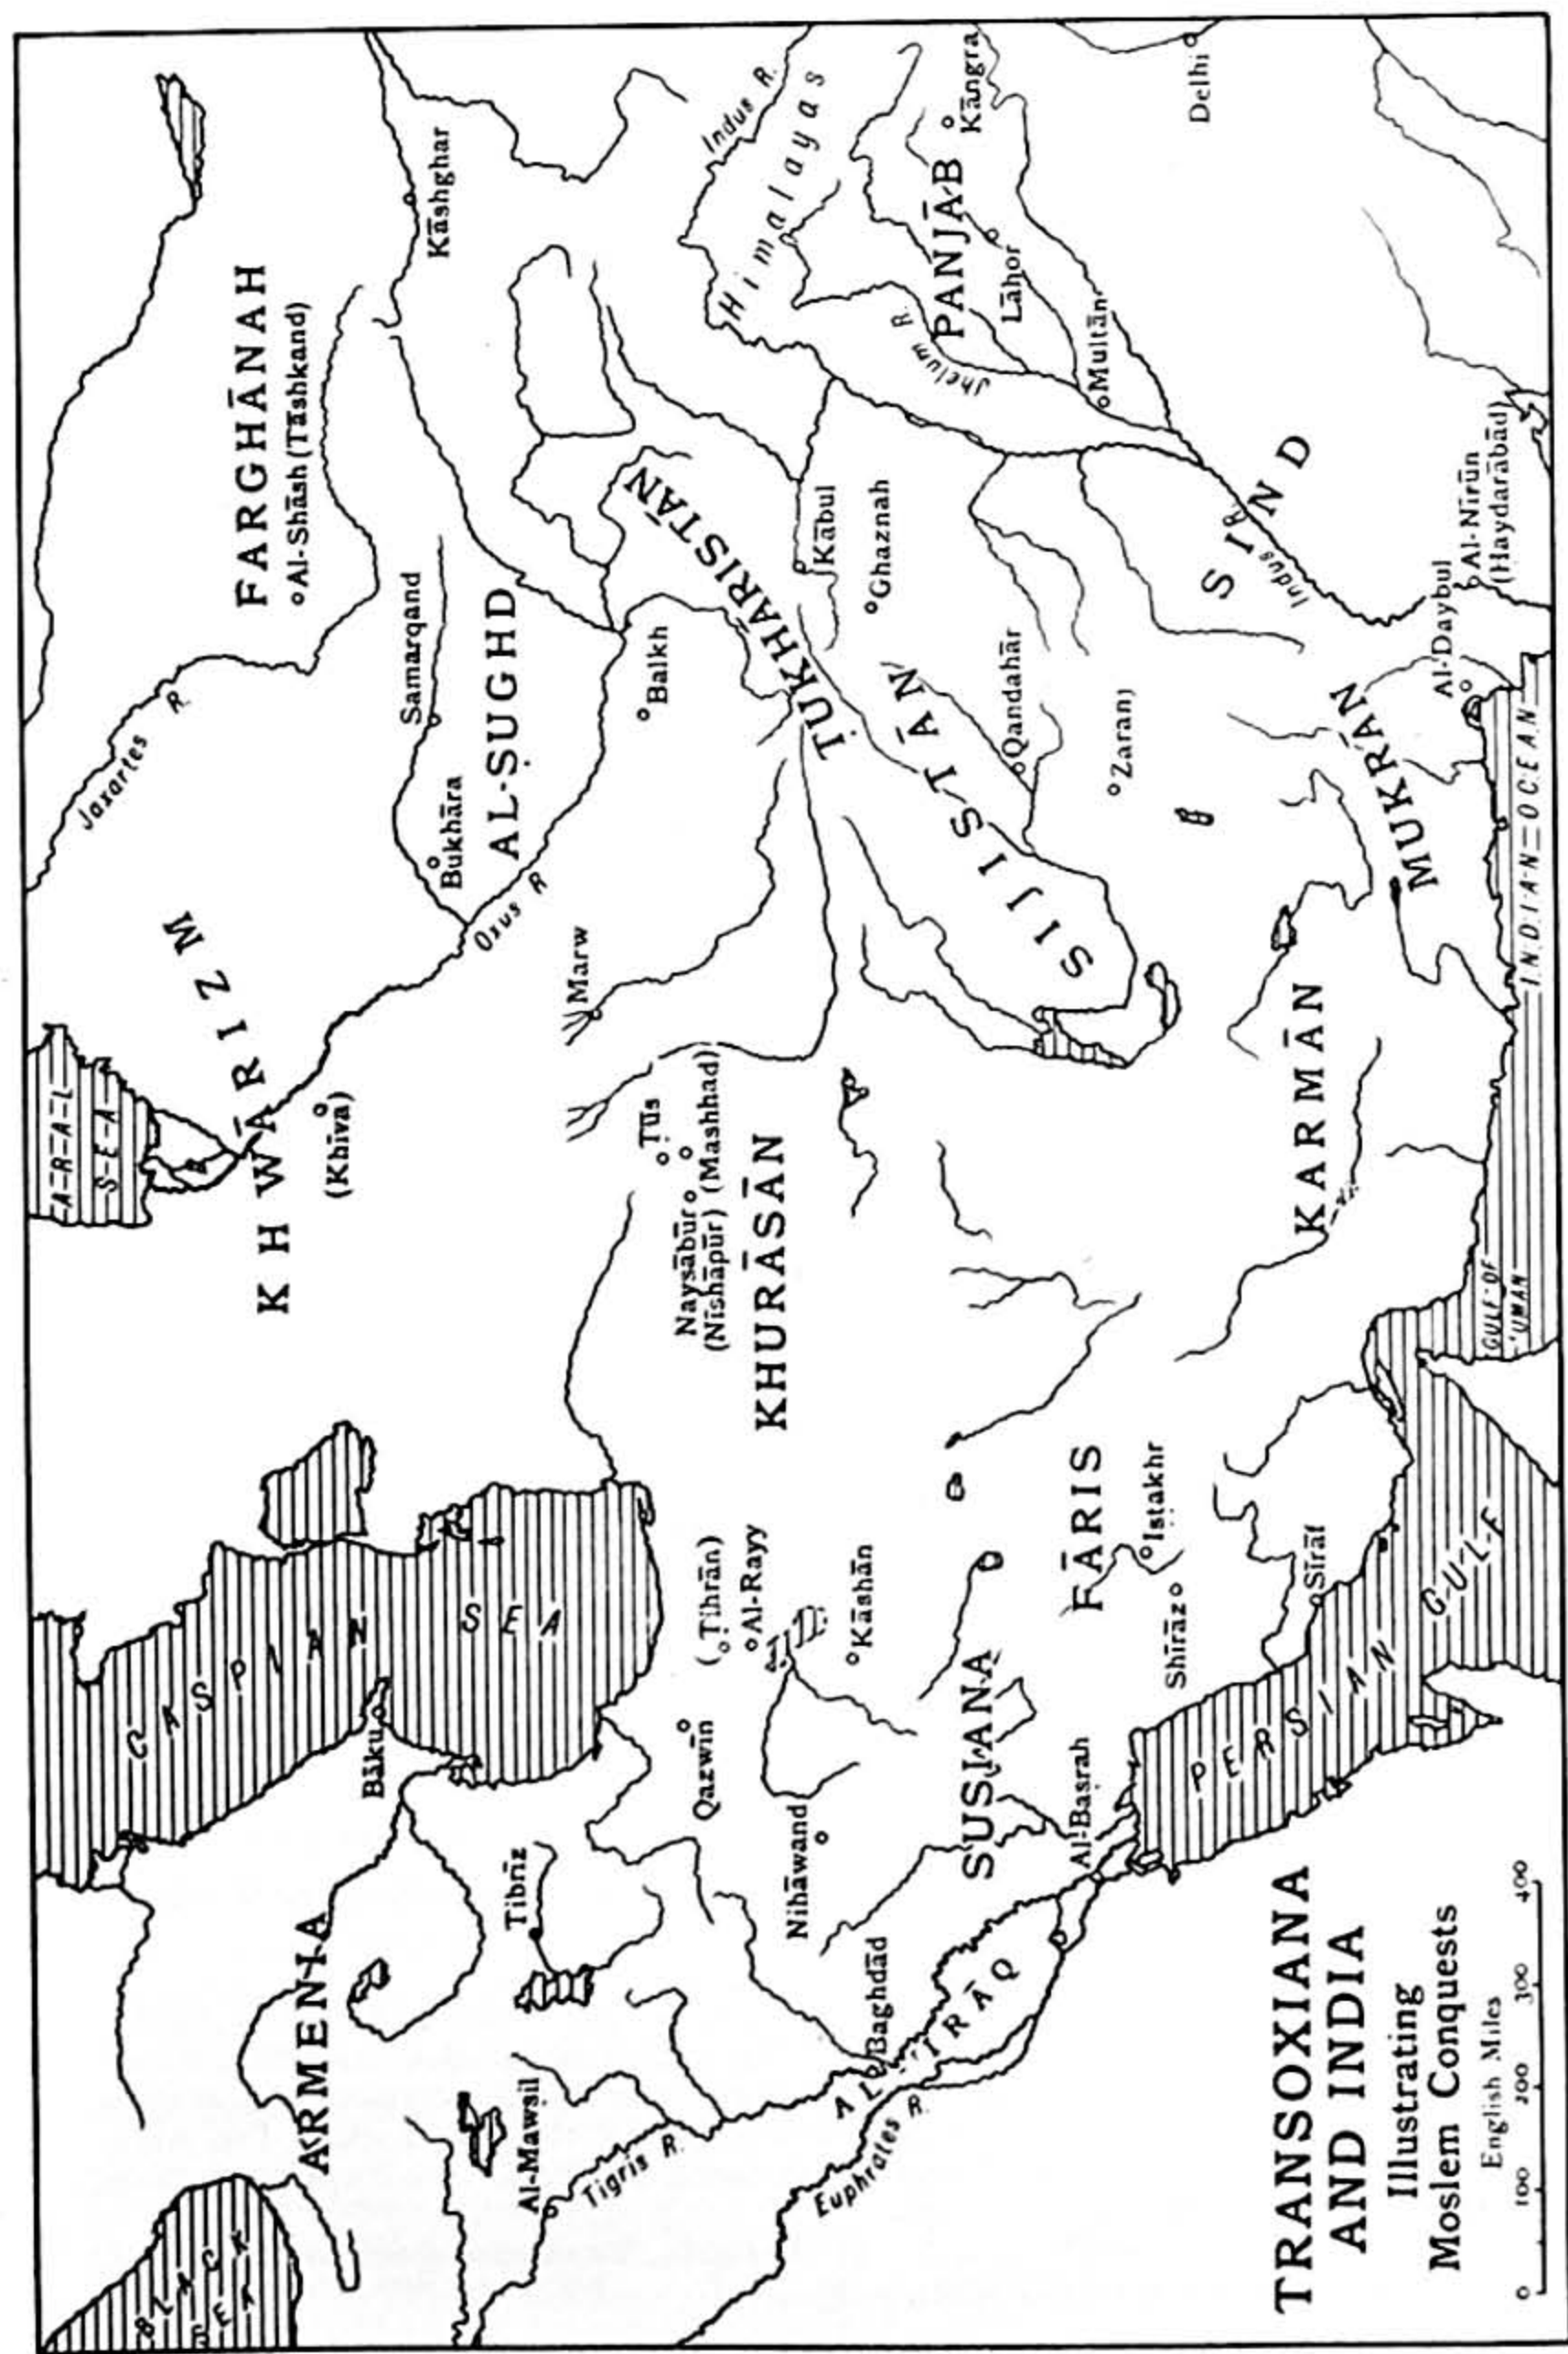 TRANSOXIANA
AND INDIA
Illustrating
Moslem Conquests
English Miles
0 100 200 300 400
BLACK
SEA
ARMENIA
CASPIAN
SEA
ARAL
SEA
KHWĀRIZM
(Khīva)
Jaxartes R.
FARGHĀNAH
Al-Shāsh (Tāshkand)
Kāshghar
Samarqand
Bukhāra
AL-ṢUGHD
Oxus R
Balkh
Marw
Bāku
Tibrīz
Al-Mawṣil
Tigris R.
Euphrates R.
Qazwīn
(Ṭihrān)
Al-Rayy
Kāshān
Nihāwand
Baghdād
AL-ʻIRĀQ
SUSIANA
Al-Baṣrah
Ṭūs
Naysābūr
(Nīshāpūr) (Mashhad)
KHURĀSĀN
ṬUKHĀRISTĀN
Kābul
Ghaznah
SIJISTĀN
Qandahār
Zaranj
Indus R.
Himalayas
Kāngra
PANJĀB
Jhelum R.
Lāhor
Multān
Delhi
SIND
Indus R.
Al-Nīrūn
(Haydarābād)
Al-Daybul
MUKRĀN
KARMĀN
FĀRIS
Iṣṭakhr
Shīrāz
Sīrāf
PERSIAN GULF
GULF OF
ʻUMĀN
INDIAN OCEAN